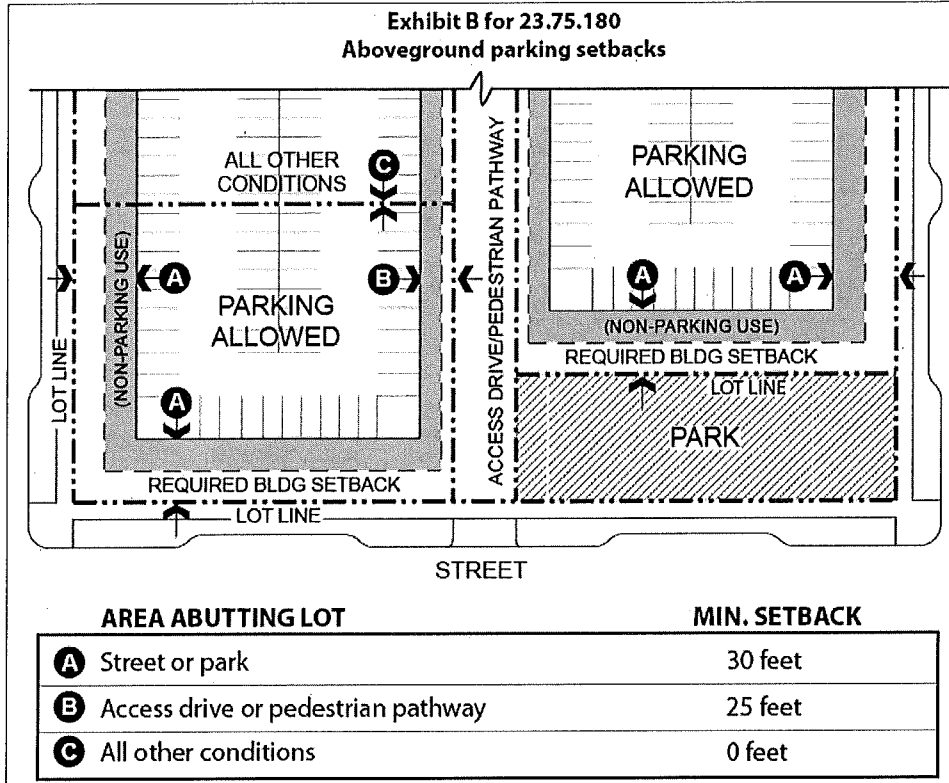 Exhibit B for 23.75.180
Aboveground parking setbacks
ALL OTHER
CONDITIONS
C
PARKING
ALLOWED
ACCESS DRIVE/PEDESTRIAN PATHWAY
(NON-PARKING USE)
A
B
A
A
PARKING
ALLOWED
(NON-PARKING USE)
LOT LINE
A
REQUIRED BLDG SETBACK
LOT LINE
PARK
REQUIRED BLDG SETBACK
LOT LINE
STREET
AREA ABUTTING LOT MIN. SETBACK
A Street or park 30 feet
B Access drive or pedestrian pathway 25 feet
C All other conditions 0 feet